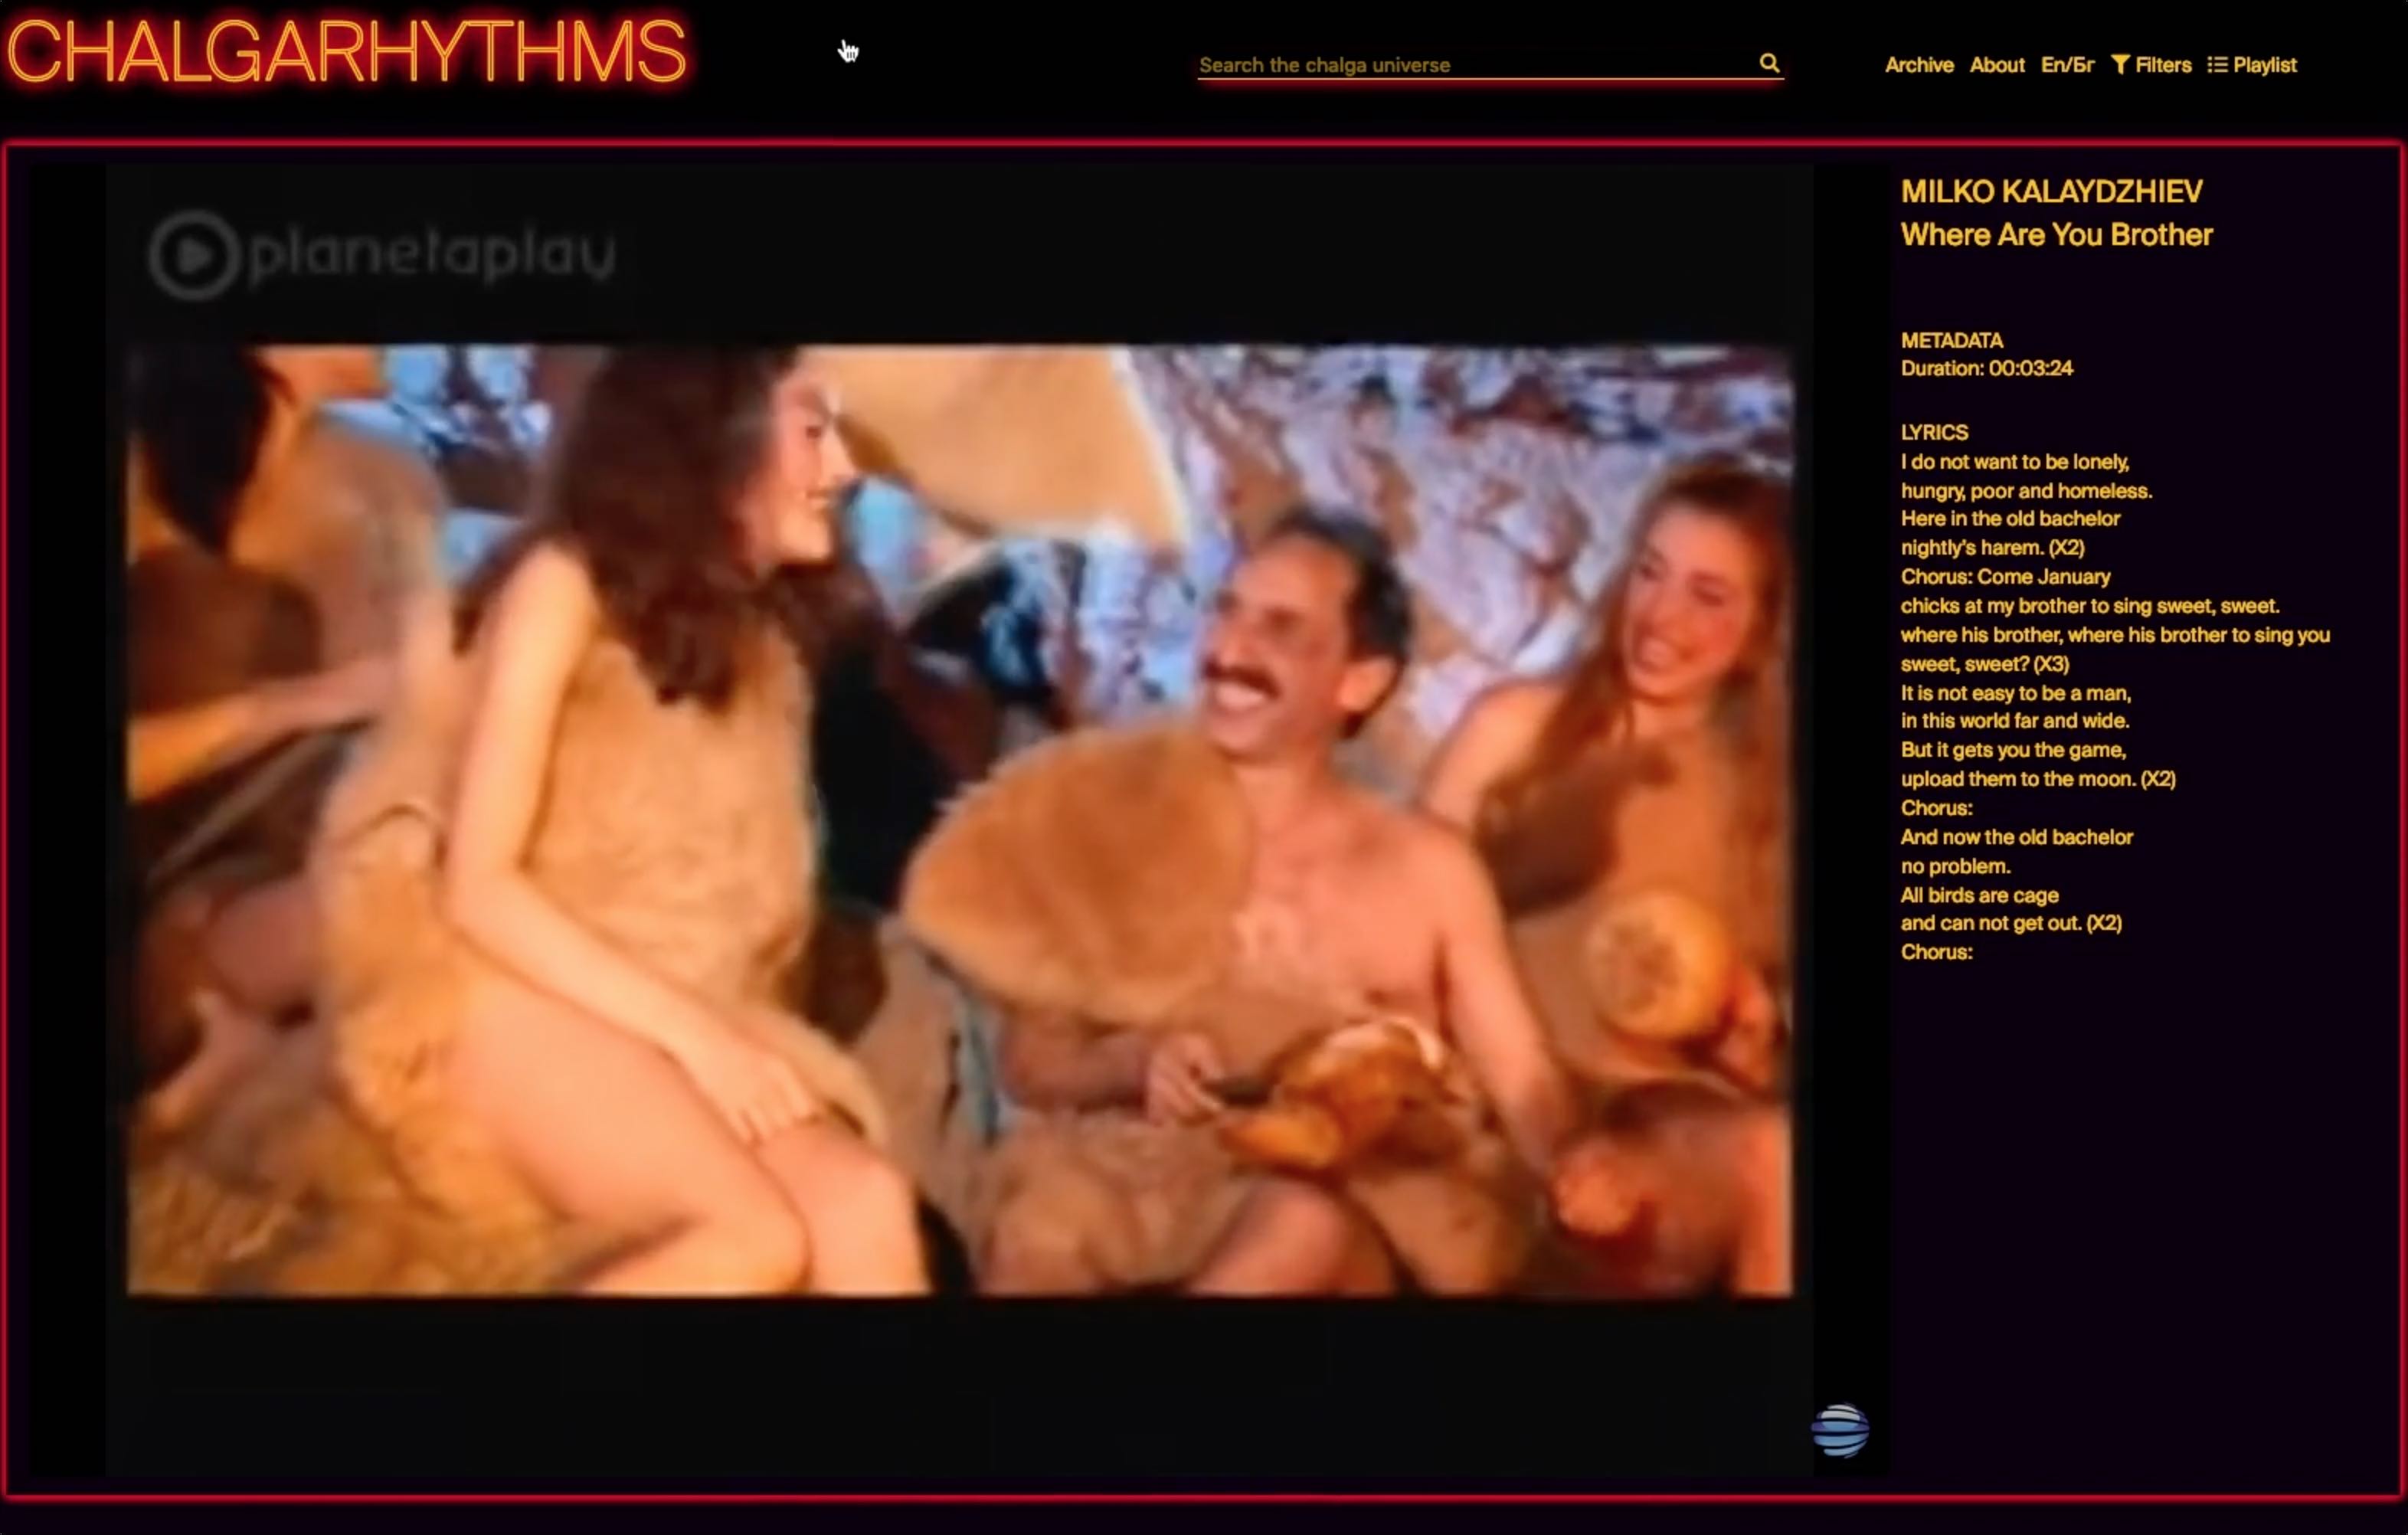 CHALGARHYTHMS
Search the chalga universe
Archive About En/Бг Filters Playlist
planetaplay
MILKO KALAYDZHIEV
Where Are You Brother
METADATA
Duration: 00:03:24
LYRICS
I do not want to be lonely,
hungry, poor and homeless.
Here in the old bachelor
nightly's harem. (X2)
Chorus: Come January
chicks at my brother to sing sweet, sweet.
where his brother, where his brother to sing you
sweet, sweet? (X3)
It is not easy to be a man,
in this world far and wide.
But it gets you the game,
upload them to the moon. (X2)
Chorus:
And now the old bachelor
no problem.
All birds are cage
and can not get out. (X2)
Chorus: